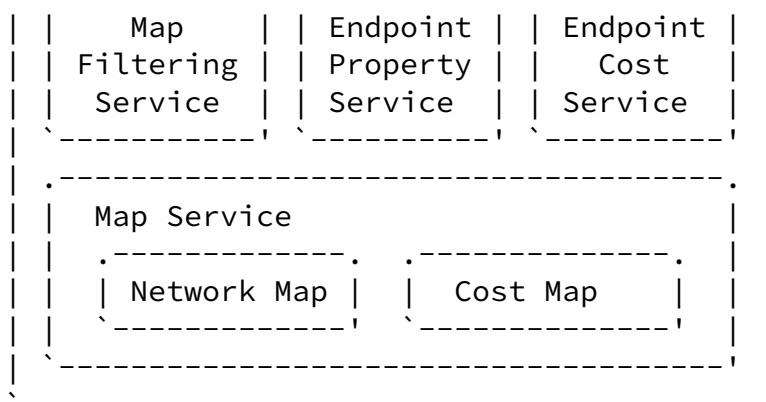 | |    Map     | | Endpoint | | Endpoint |
| | Filtering | | Property | |   Cost   |
| |  Service  | | Service  | | Service  |
| `-----------' `----------' `----------'
| .-------------------------------------.
| |  Map Service                        |
| |  .-------------.  .--------------.  |
| |  | Network Map |  |  Cost Map    |  |
| |  `-------------'  `--------------'  |
| `-------------------------------------'
`